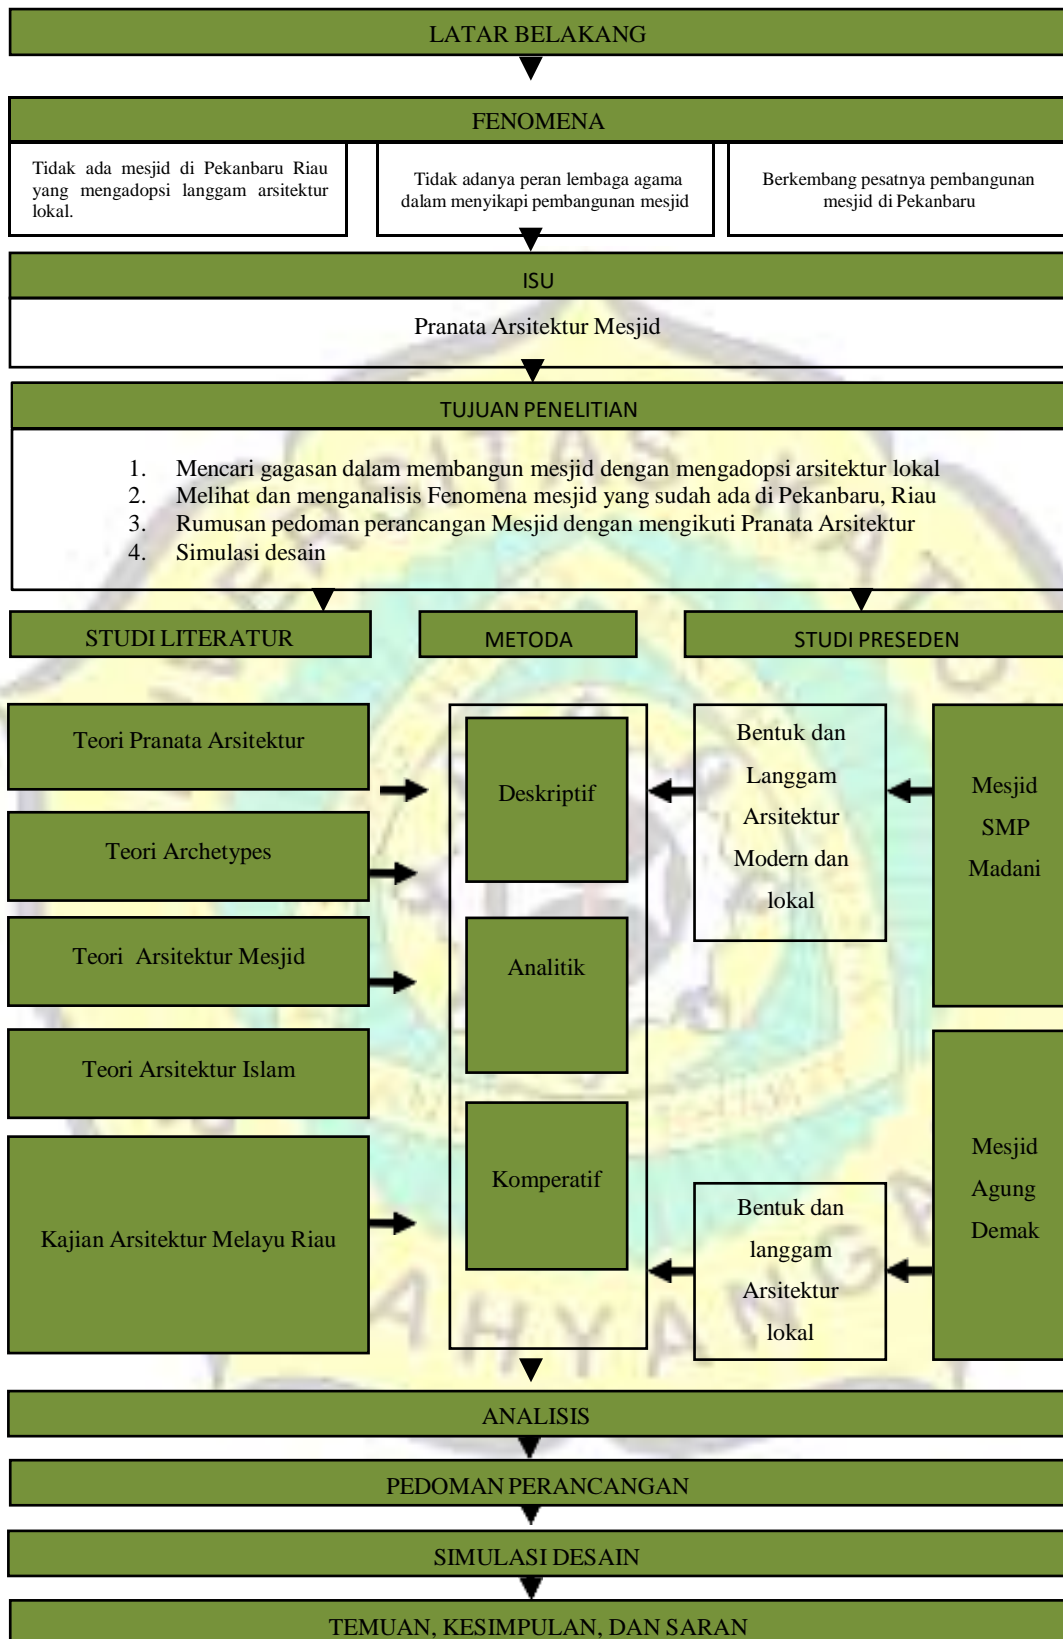 LATAR BELAKANG
FENOMENA
Tidak ada mesjid di Pekanbaru Riau
yang mengadopsi langgam arsitektur
lokal.
Tidak adanya peran lembaga agama
dalam menyikapi pembangunan mesjid
Berkembang pesatnya pembangunan
mesjid di Pekanbaru
ISU
Pranata Arsitektur Mesjid
TUJUAN PENELITIAN
1. Mencari gagasan dalam membangun mesjid dengan mengadopsi arsitektur lokal
2. Melihat dan menganalisis Fenomena mesjid yang sudah ada di Pekanbaru, Riau
3. Rumusan pedoman perancangan Mesjid dengan mengikuti Pranata Arsitektur
4. Simulasi desain
STUDI LITERATUR
METODA
STUDI PRESEDEN
Teori Pranata Arsitektur
Teori Archetypes
Teori Arsitektur Mesjid
Teori Arsitektur Islam
Kajian Arsitektur Melayu Riau
Deskriptif
Analitik
Komperatif
Bentuk dan
Langgam
Arsitektur
Modern dan
lokal
Bentuk dan
langgam
Arsitektur
lokal
Mesjid
SMP
Madani
Mesjid
Agung
Demak
ANALISIS
PEDOMAN PERANCANGAN
SIMULASI DESAIN
TEMUAN, KESIMPULAN, DAN SARAN